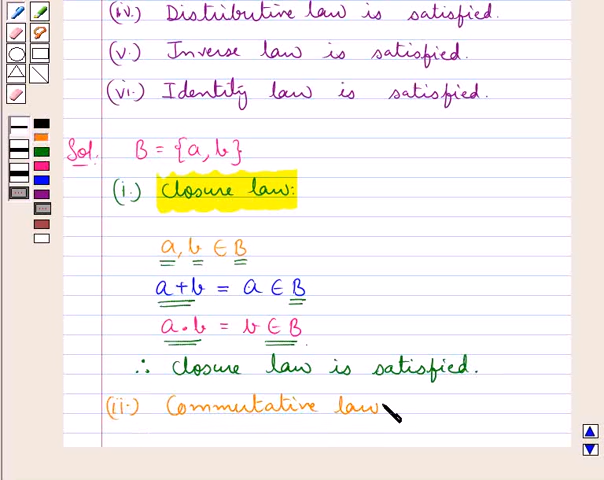 (iv.) Distributive law is satisfied.
(v.) Inverse law is satisfied.
(vi.) Identity law is satisfied.
Sol. B = {a, b}
(i.) Closure law:
a, b ∈ B
a + b = a ∈ B
a • b = b ∈ B.
∴ Closure law is satisfied.
(ii.) Commutative law